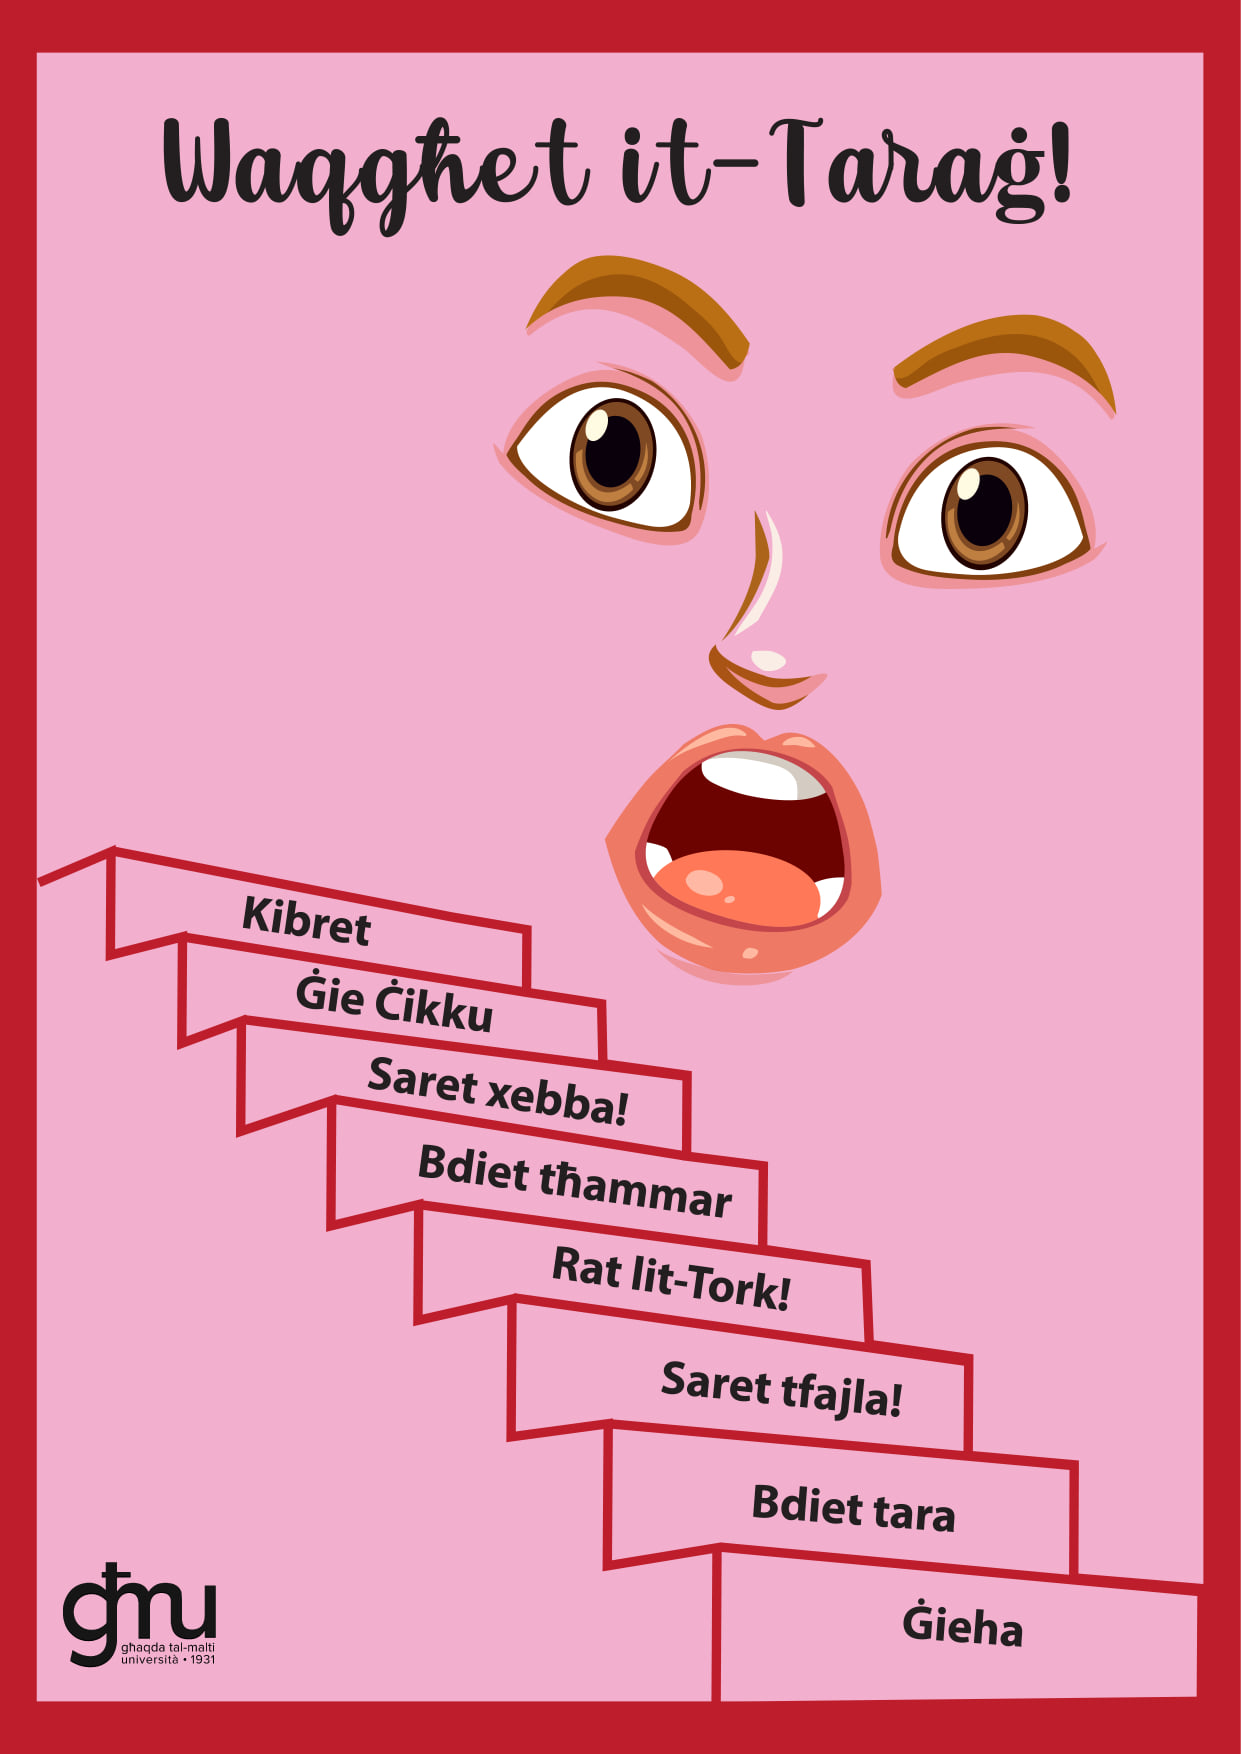 Waqgħet it-Taraġ!
Kibret
Ġie Ċikku
Saret xebba!
Bdiet tħammar
Rat lit-Tork!
Saret tfajla!
Bdiet tara
Ġieha
għmu
għaqda tal-malti
università • 1931